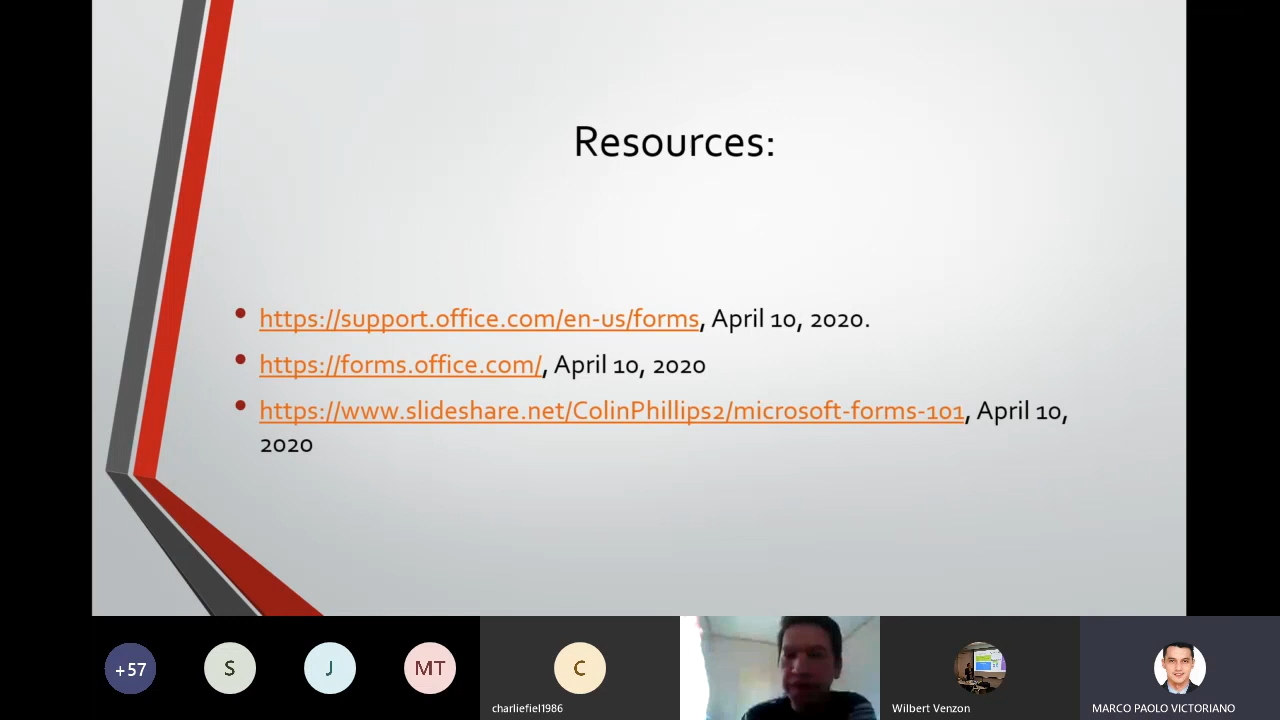 Resources:
• https://support.office.com/en-us/forms, April 10, 2020.
• https://forms.office.com/, April 10, 2020
• https://www.slideshare.net/ColinPhillips2/microsoft-forms-101, April 10,
2020
+57
S
J
MT
C
charliefiel1986
Wilbert Venzon
MARCO PAOLO VICTORIANO